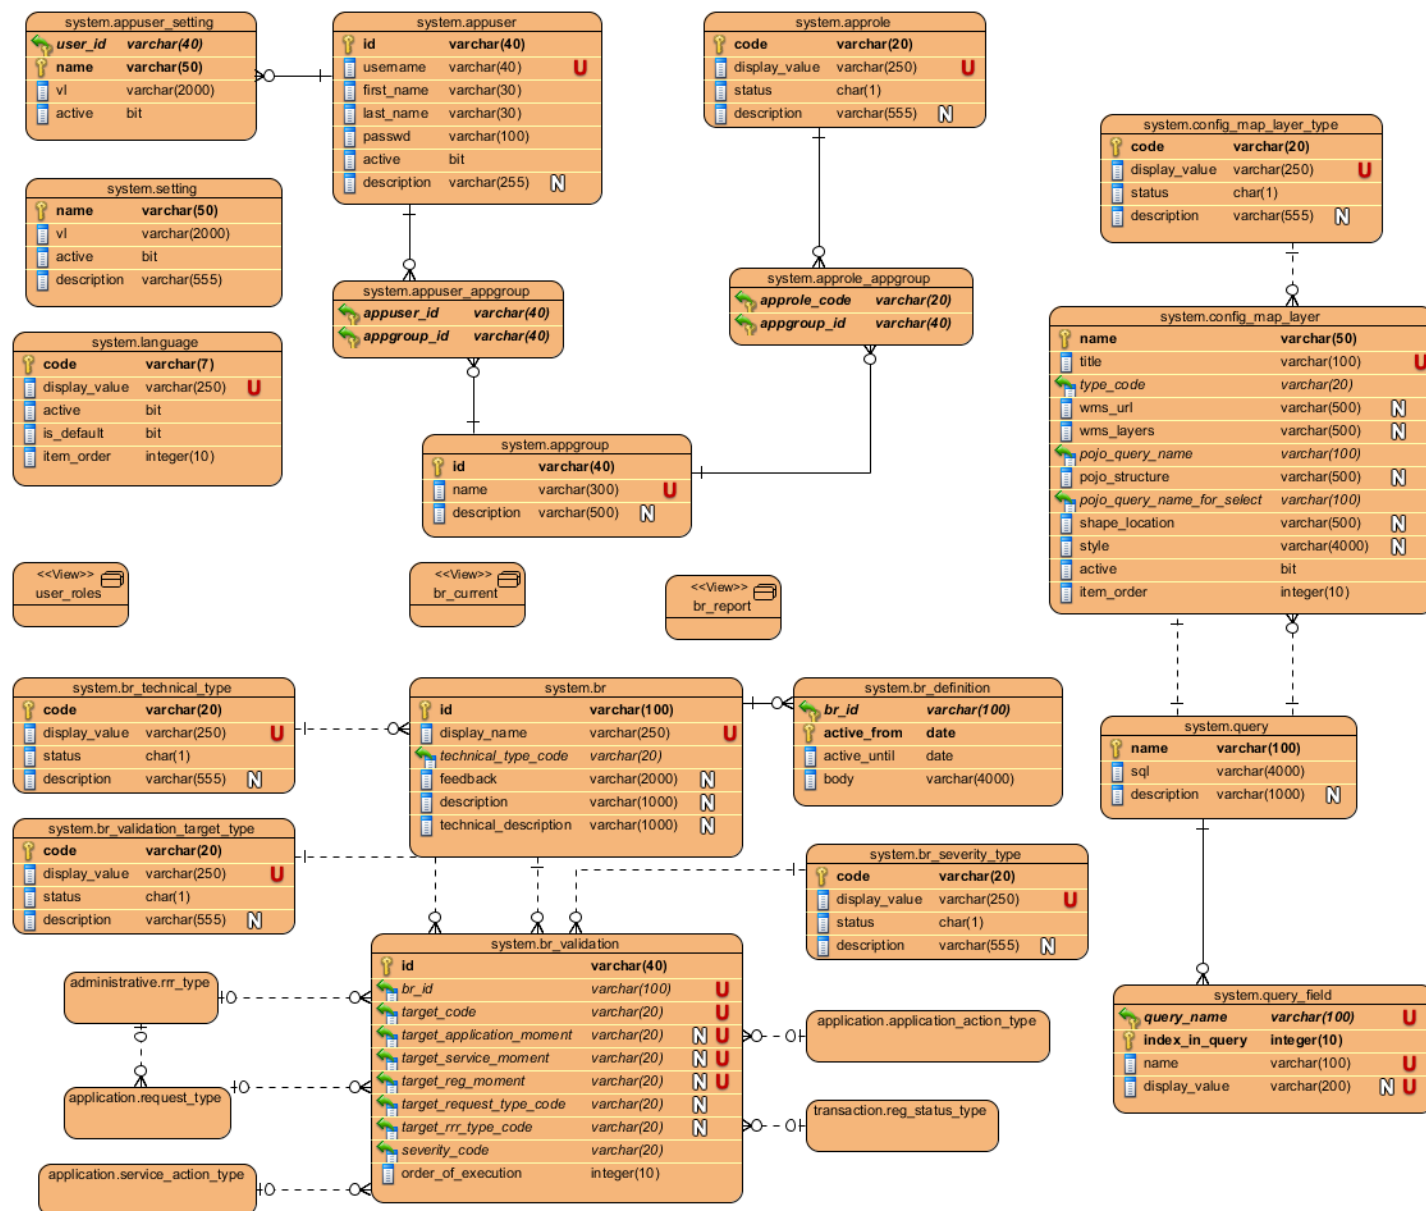 system.appuser_setting
user_id varchar(40)
name varchar(50)
vl varchar(2000)
active bit
system.appuser
id varchar(40)
username varchar(40) U
first_name varchar(30)
last_name varchar(30)
passwd varchar(100)
active bit
description varchar(255) N
system.approle
code varchar(20)
display_value varchar(250) U
status char(1)
description varchar(555) N
system.config_map_layer_type
code varchar(20)
display_value varchar(250) U
status char(1)
description varchar(555) N
system.setting
name varchar(50)
vl varchar(2000)
active bit
description varchar(555)
system.appuser_appgroup
appuser_id varchar(40)
appgroup_id varchar(40)
system.approle_appgroup
approle_code varchar(20)
appgroup_id varchar(40)
system.config_map_layer
name varchar(50)
title varchar(100) U
type_code varchar(20)
wms_url varchar(500) N
wms_layers varchar(500) N
pojo_query_name varchar(100)
pojo_structure varchar(500) N
pojo_query_name_for_select varchar(100)
shape_location varchar(500) N
style varchar(4000) N
active bit
item_order integer(10)
system.language
code varchar(7)
display_value varchar(250) U
active bit
is_default bit
item_order integer(10)
system.appgroup
id varchar(40)
name varchar(300) U
description varchar(500) N
<<View>>
user_roles
<<View>>
br_current
<<View>>
br_report
system.br_technical_type
code varchar(20)
display_value varchar(250) U
status char(1)
description varchar(555) N
system.br
id varchar(100)
display_name varchar(250) U
technical_type_code varchar(20)
feedback varchar(2000) N
description varchar(1000) N
technical_description varchar(1000) N
system.br_definition
br_id varchar(100)
active_from date
active_until date
body varchar(4000)
system.query
name varchar(100)
sql varchar(4000)
description varchar(1000) N
system.br_validation_target_type
code varchar(20)
display_value varchar(250) U
status char(1)
description varchar(555) N
system.br_severity_type
code varchar(20)
display_value varchar(250) U
status char(1)
description varchar(555) N
system.br_validation
id varchar(40)
br_id varchar(100) U
target_code varchar(20) U
target_application_moment varchar(20) N U
target_service_moment varchar(20) N U
target_reg_moment varchar(20) N U
target_request_type_code varchar(20) N
target_rrr_type_code varchar(20) N
severity_code varchar(20)
order_of_execution integer(10)
administrative.rrr_type
application.request_type
application.service_action_type
application.application_action_type
transaction.reg_status_type
system.query_field
query_name varchar(100) U
index_in_query integer(10)
name varchar(100) U
display_value varchar(200) N U